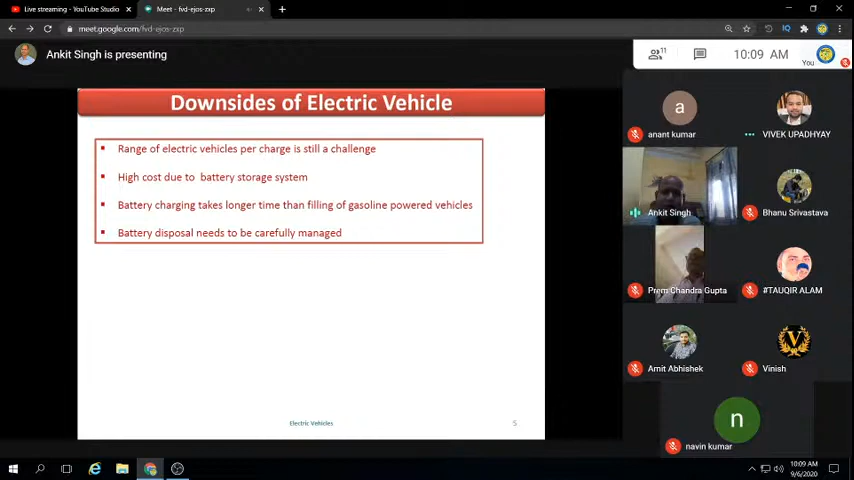 Live streaming - YouTube Studio
Meet - fvd-ejos-zxp
meet.google.com/fvd-ejos-zxp
Ankit Singh is presenting
11
10:09 AM
You
Downsides of Electric Vehicle
Range of electric vehicles per charge is still a challenge
High cost due to battery storage system
Battery charging takes longer time than filling of gasoline powered vehicles
Battery disposal needs to be carefully managed
Electric Vehicles
5
a
anant kumar
VIVEK UPADHYAY
Ankit Singh
Bhanu Srivastava
Prem Chandra Gupta
#TAUQIR ALAM
Amit Abhishek
V
Vinish
n
navin kumar
10:09 AM
9/6/2020